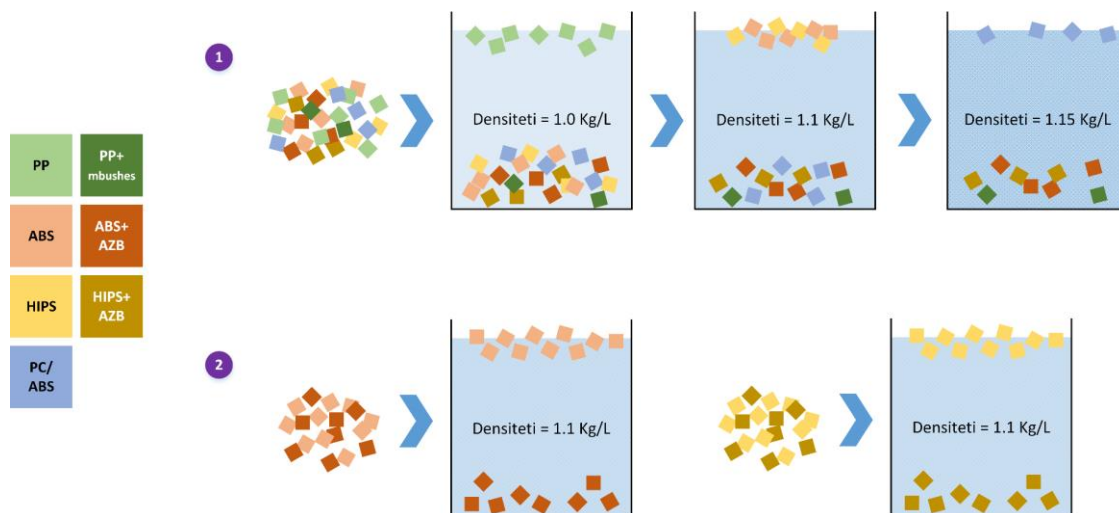 1
Densiteti = 1.0 Kg/L
Densiteti = 1.1 Kg/L
Densiteti = 1.15 Kg/L
PP
PP+
mbushes
ABS
ABS+
AZB
HIPS
HIPS+
AZB
PC/
ABS
2
Densiteti = 1.1 Kg/L
Densiteti = 1.1 Kg/L